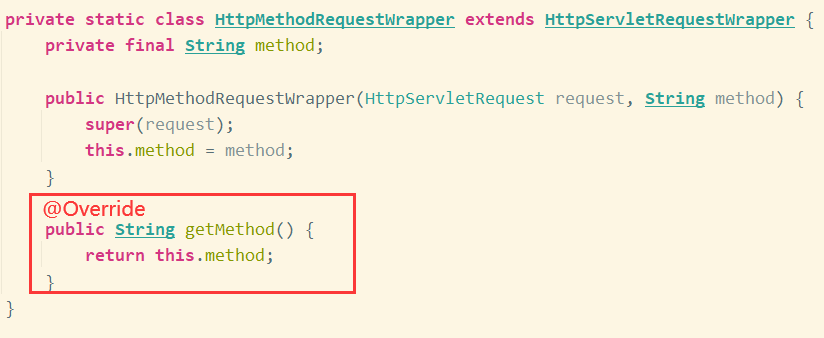 private static class HttpMethodRequestWrapper extends HttpServletRequestWrapper {
    private final String method;
    public HttpMethodRequestWrapper(HttpServletRequest request, String method) {
        super(request);
        this.method = method;
    }
    @Override
    public String getMethod() {
        return this.method;
    }
}